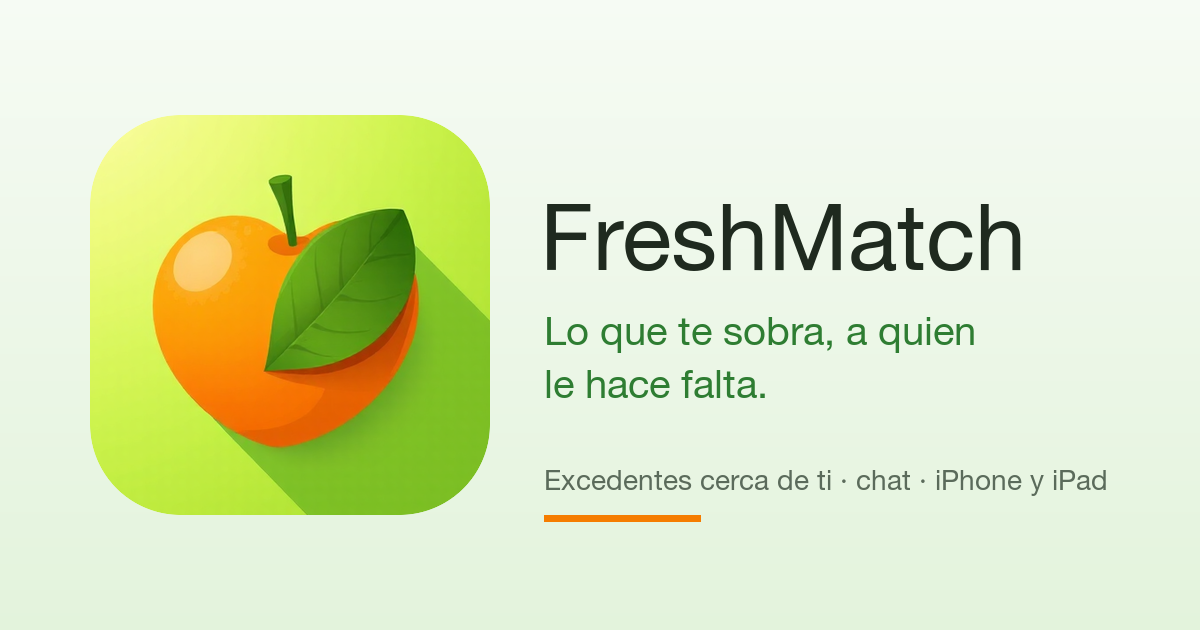 FreshMatch
Lo que te sobra, a quien
le hace falta.
Excedentes cerca de ti · chat · iPhone y iPad